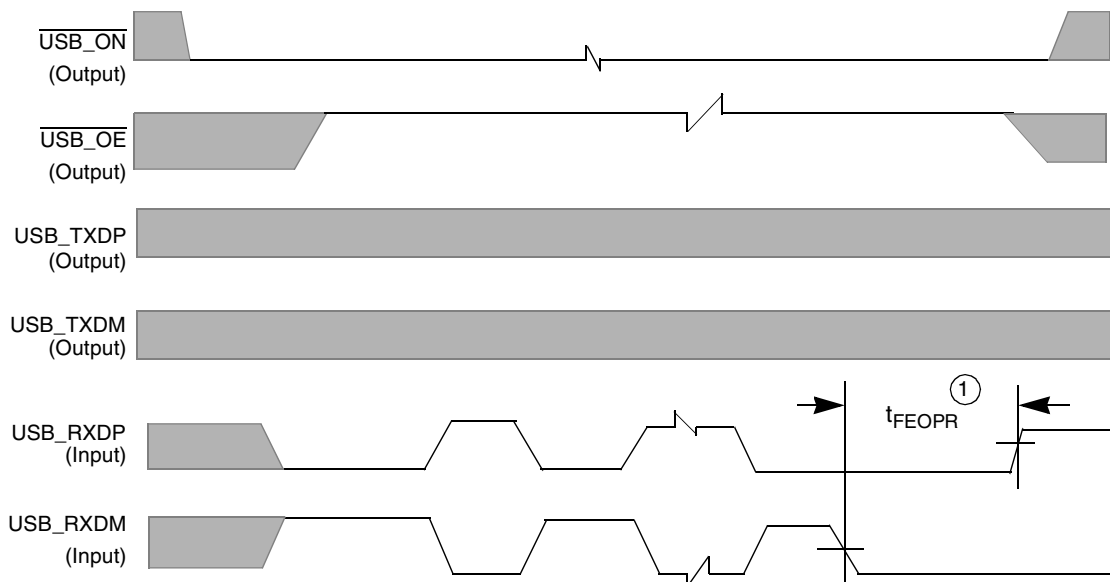 USB_ON
(Output)
USB_OE
(Output)
USB_TXDP
(Output)
USB_TXDM
(Output)
1
tFEOPR
USB_RXDP
(Input)
USB_RXDM
(Input)